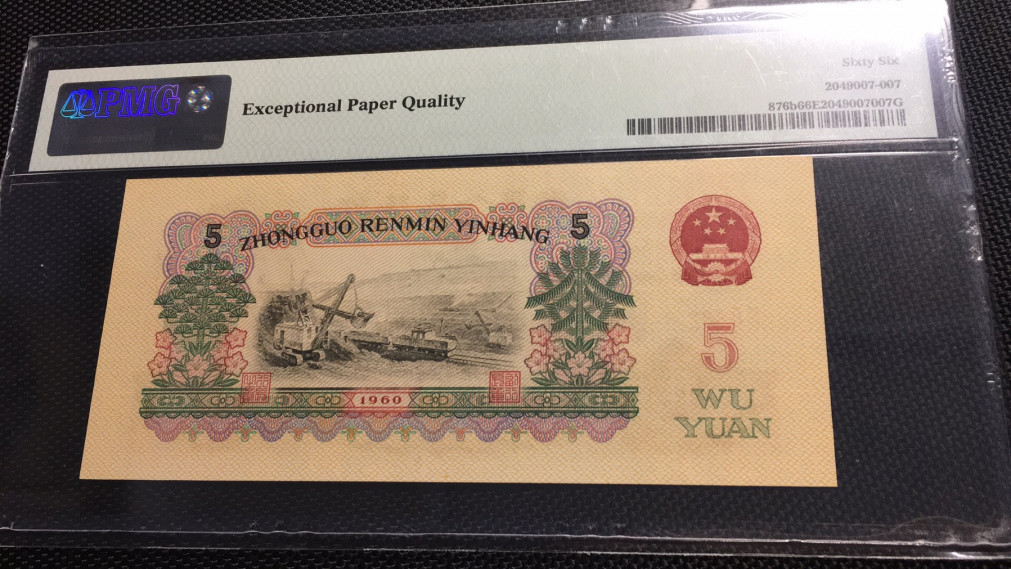 Sixty Six
PMG
2049007-007
Exceptional Paper Quality
876b66E2049007007G
5 ZHONGGUO RENMIN YINHANG 5
5
1960
WU
YUAN